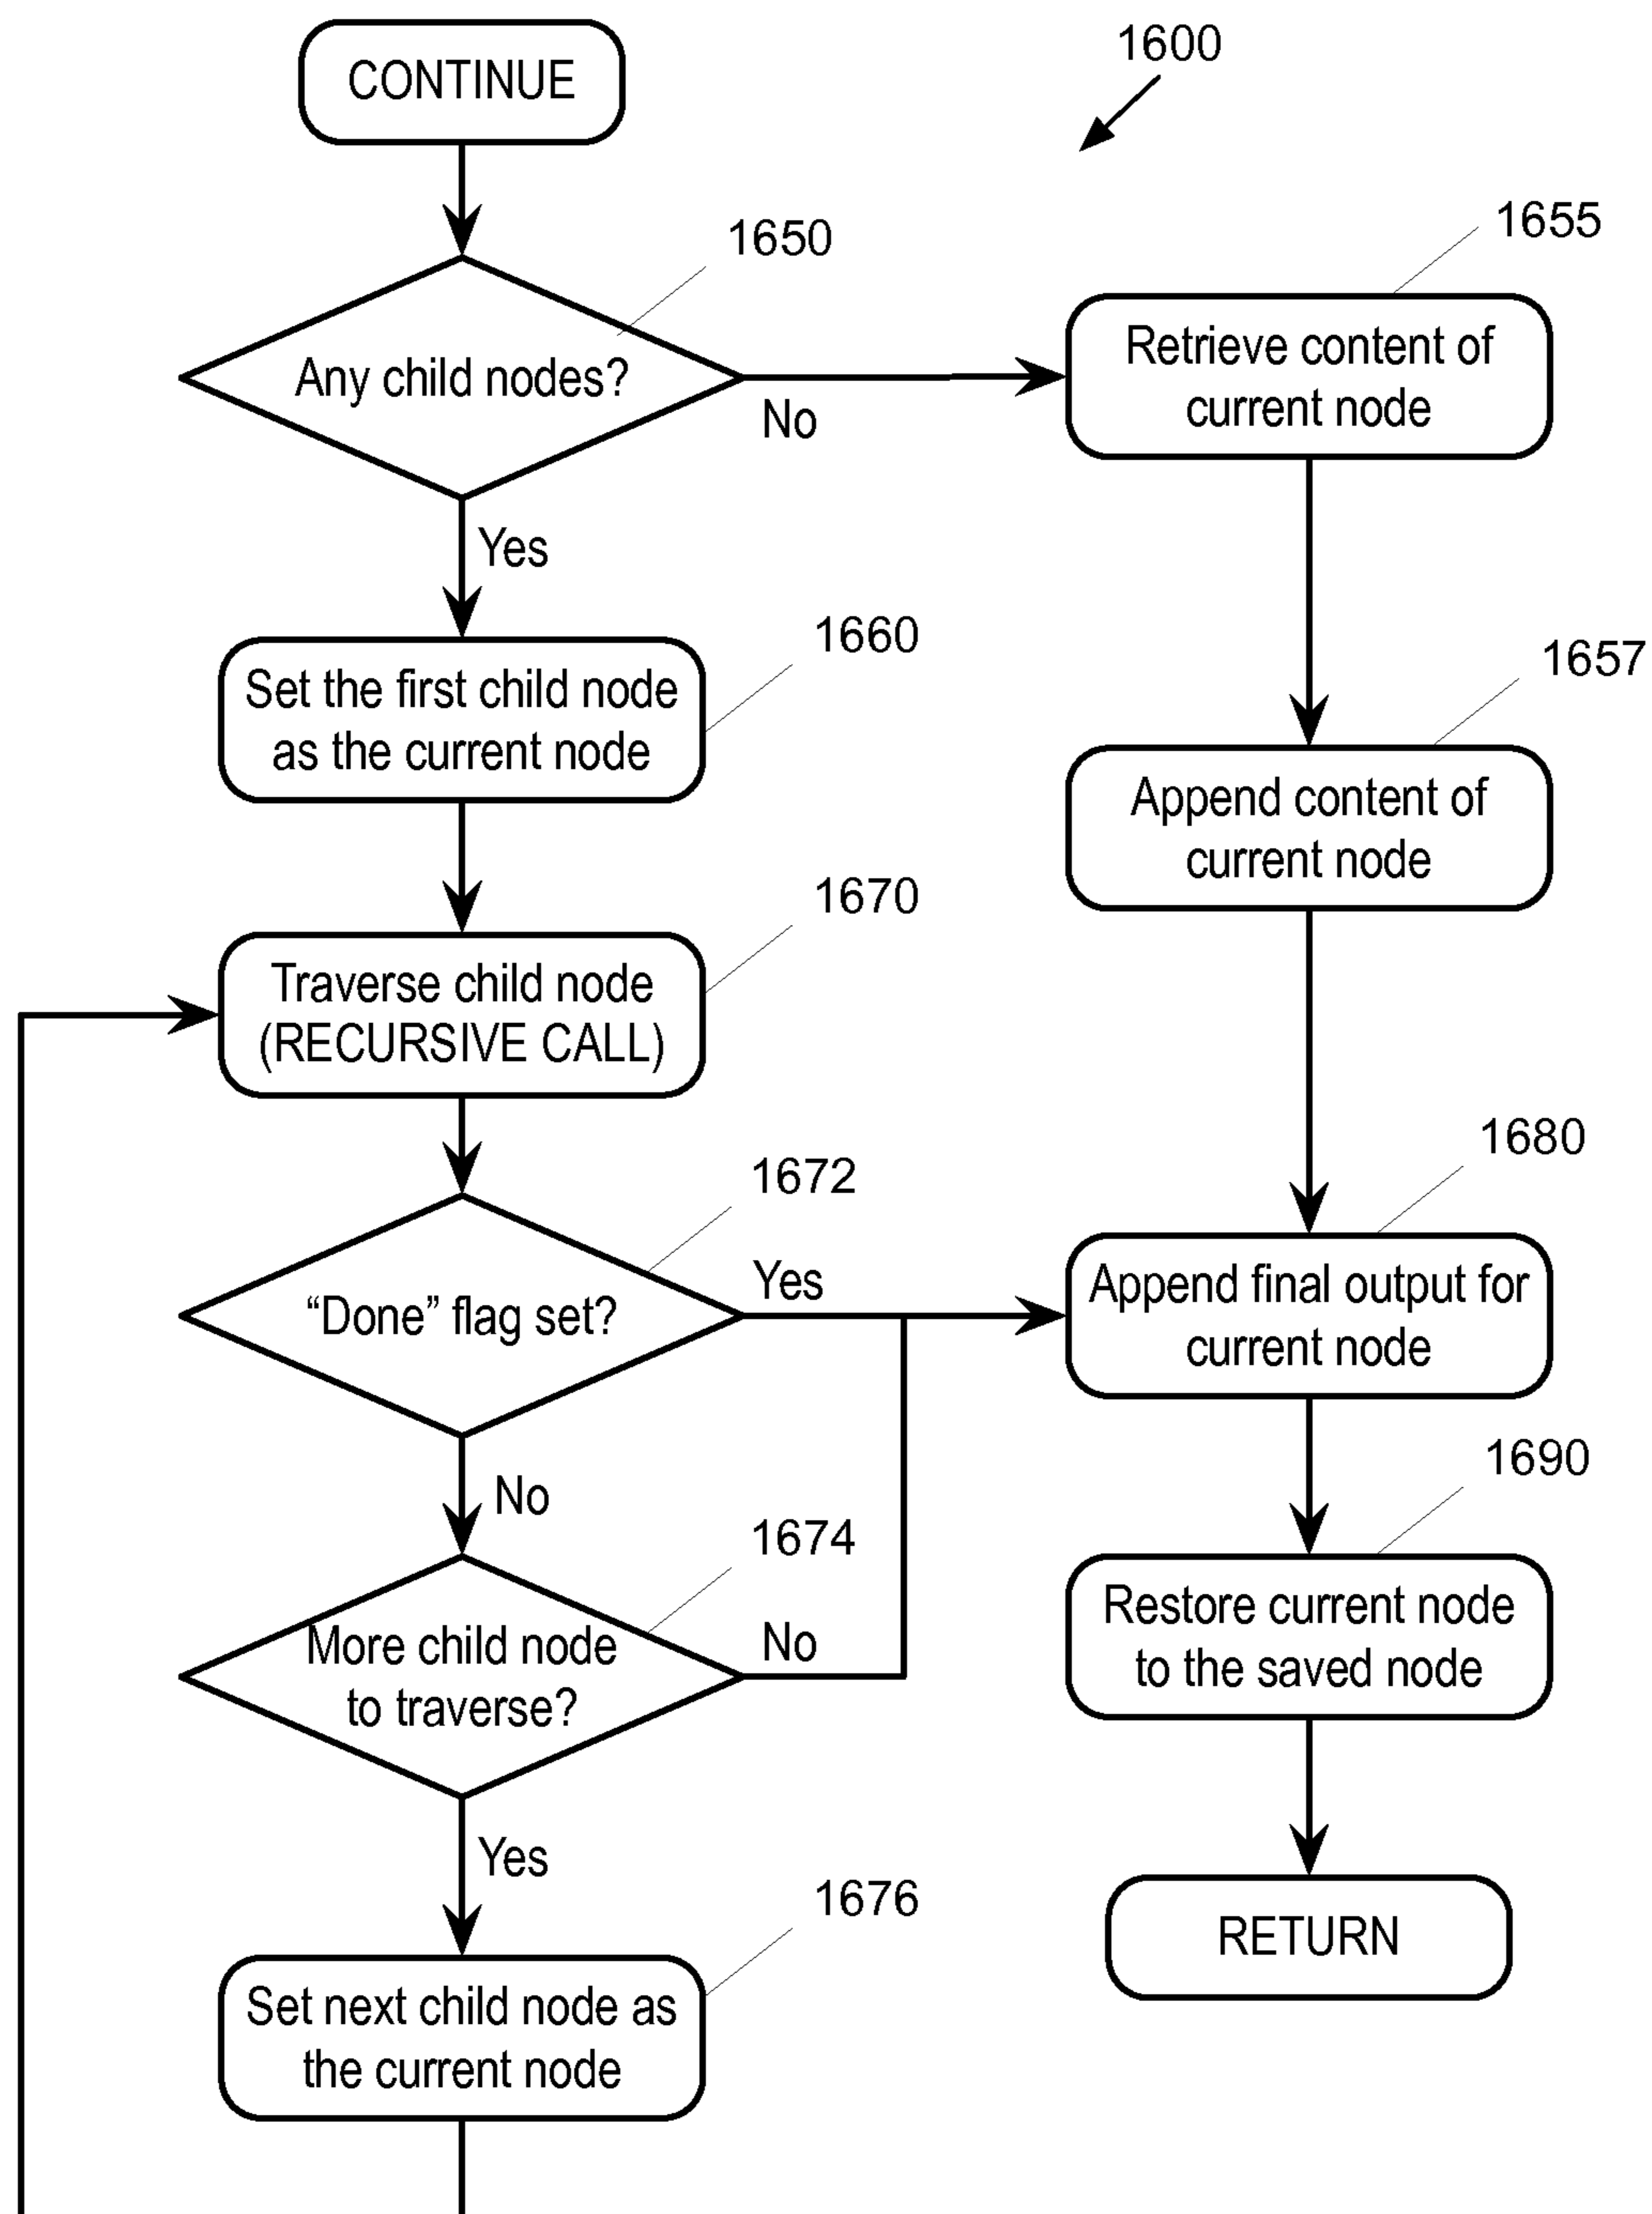 CONTINUE
1600
1650
Any child nodes?
No
Yes
1655
Retrieve content of
current node
1657
Append content of
current node
1660
Set the first child node
as the current node
1670
Traverse child node
(RECURSIVE CALL)
1672
“Done” flag set?
Yes
No
1680
Append final output for
current node
1674
More child node
to traverse?
No
Yes
1690
Restore current node
to the saved node
1676
Set next child node as
the current node
RETURN